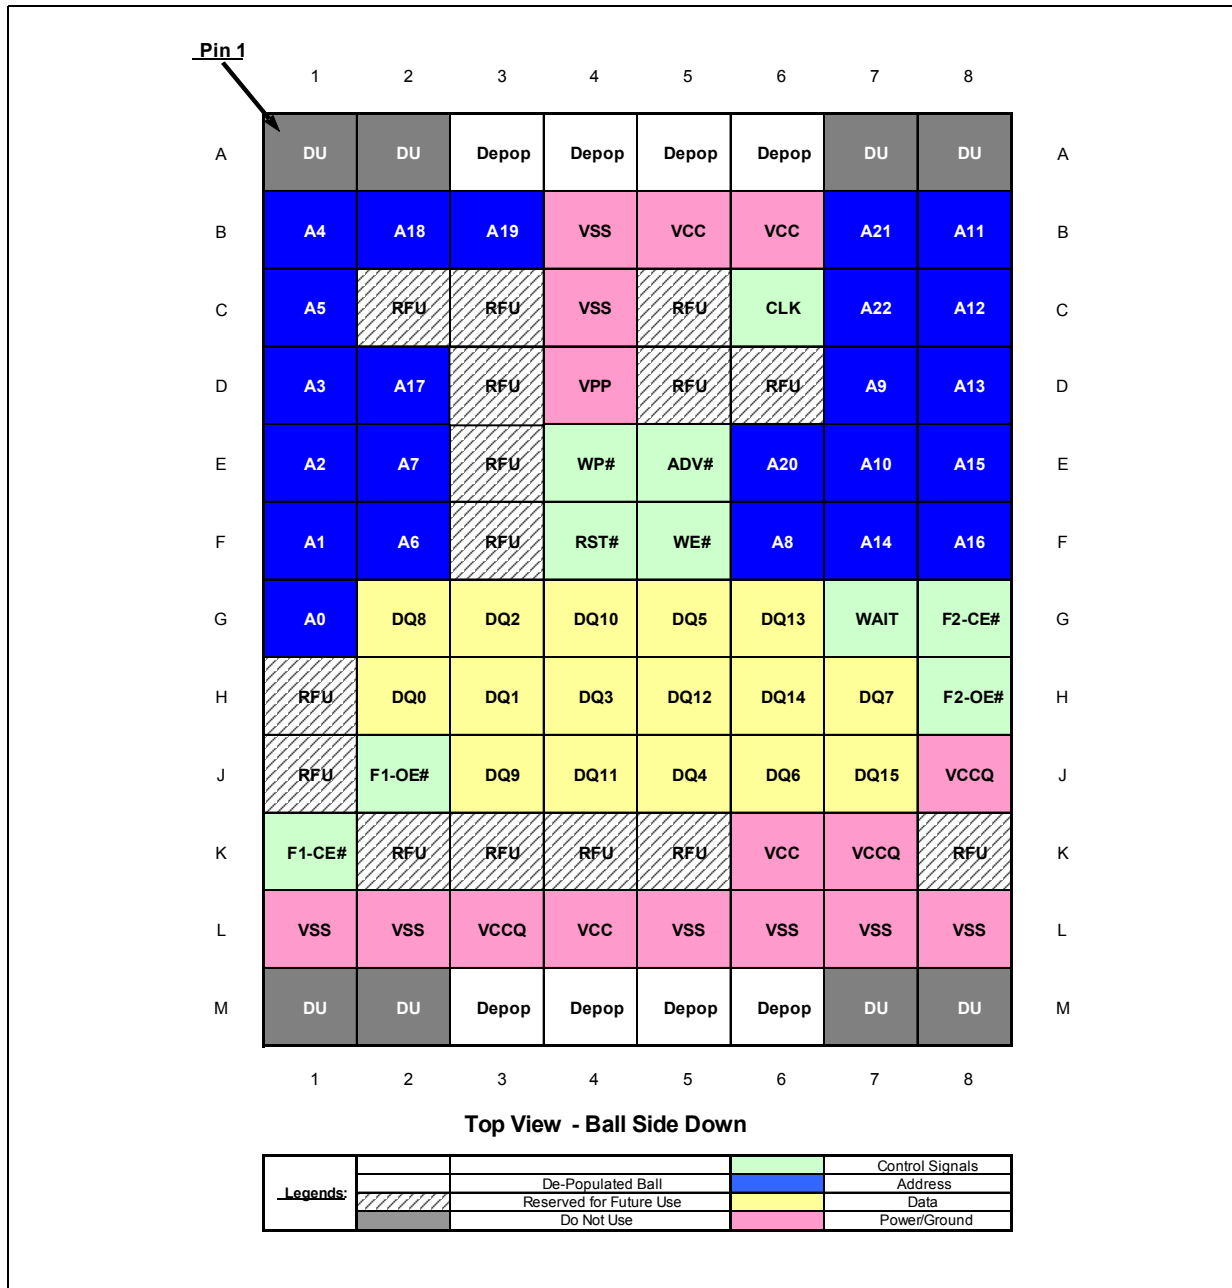 Pin 1
1 2 3 4 5 6 7 8
A DU DU Depop Depop Depop Depop DU DU A
B A4 A18 A19 VSS VCC VCC A21 A11 B
C A5 RFU RFU VSS RFU CLK A22 A12 C
D A3 A17 RFU VPP RFU RFU A9 A13 D
E A2 A7 RFU WP# ADV# A20 A10 A15 E
F A1 A6 RFU RST# WE# A8 A14 A16 F
G A0 DQ8 DQ2 DQ10 DQ5 DQ13 WAIT F2-CE# G
H RFU DQ0 DQ1 DQ3 DQ12 DQ14 DQ7 F2-OE# H
J RFU F1-OE# DQ9 DQ11 DQ4 DQ6 DQ15 VCCQ J
K F1-CE# RFU RFU RFU RFU VCC VCCQ RFU K
L VSS VSS VCCQ VCC VSS VSS VSS VSS L
M DU DU Depop Depop Depop Depop DU DU M
1 2 3 4 5 6 7 8
Top View - Ball Side Down
Legends:
Control Signals
De-Populated Ball Address
Reserved for Future Use Data
Do Not Use Power/Ground